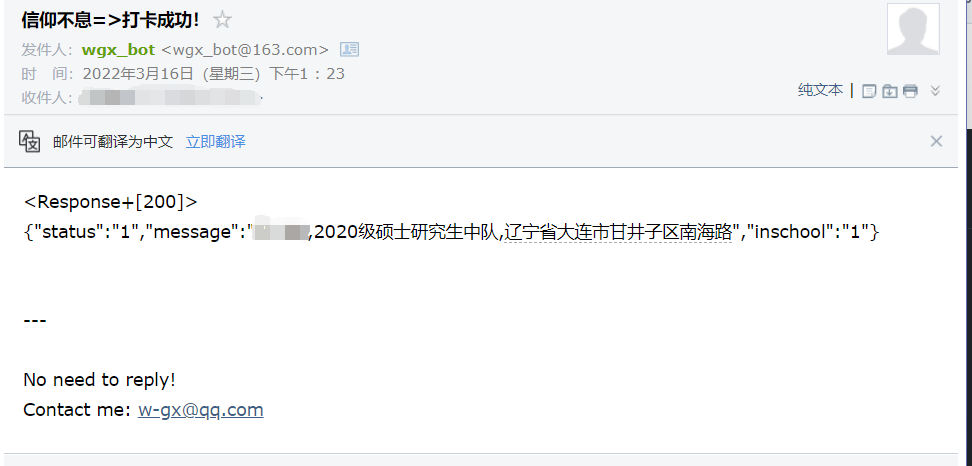 信仰不息=>打卡成功！
发件人：wgx_bot <wgx_bot@163.com>
时　间：2022年3月16日（星期三）下午1：23
收件人：
纯文本 |
邮件可翻译为中文 立即翻译
<Response+[200]>
{"status":"1","message":" ,2020级硕士研究生中队,辽宁省大连市甘井子区南海路","inschool":"1"}
---
No need to reply!
Contact me: w-gx@qq.com